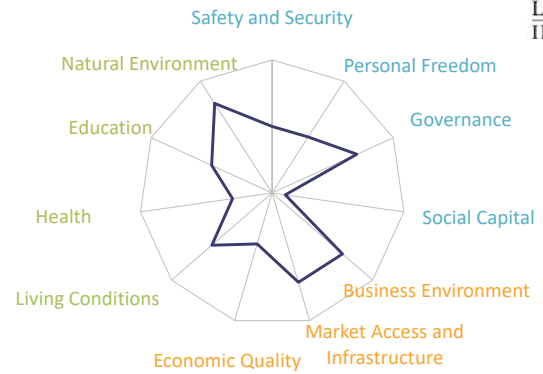 Safety and Security
Natural Environment
Personal Freedom
Education
Governance
Health
Social Capital
Living Conditions
Business Environment
Market Access and
Infrastructure
Economic Quality